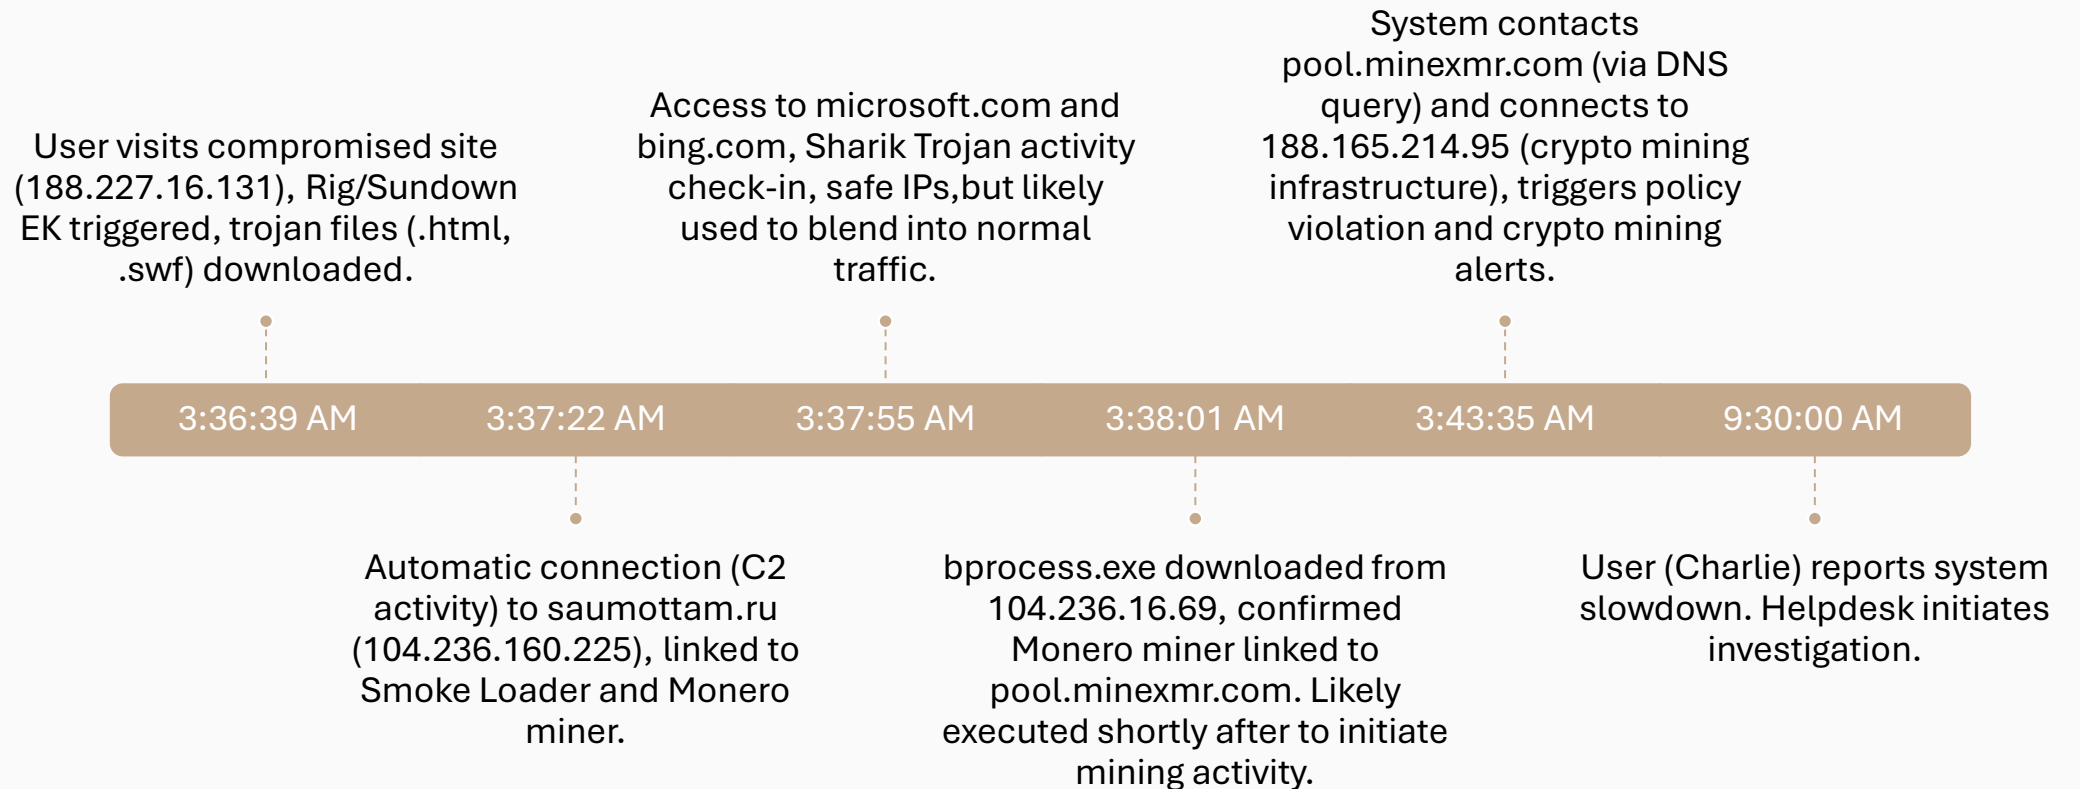 User visits compromised site
(188.227.16.131), Rig/Sundown
EK triggered, trojan files (.html,
.swf) downloaded.
Access to microsoft.com and
bing.com, Sharik Trojan activity
check-in, safe IPs,but likely
used to blend into normal
traffic.
System contacts
pool.minexmr.com (via DNS
query) and connects to
188.165.214.95 (crypto mining
infrastructure), triggers policy
violation and crypto mining
alerts.
3:36:39 AM
3:37:22 AM
3:37:55 AM
3:38:01 AM
3:43:35 AM
9:30:00 AM
Automatic connection (C2
activity) to saumottam.ru
(104.236.160.225), linked to
Smoke Loader and Monero
miner.
bprocess.exe downloaded from
104.236.16.69, confirmed
Monero miner linked to
pool.minexmr.com. Likely
executed shortly after to initiate
mining activity.
User (Charlie) reports system
slowdown. Helpdesk initiates
investigation.